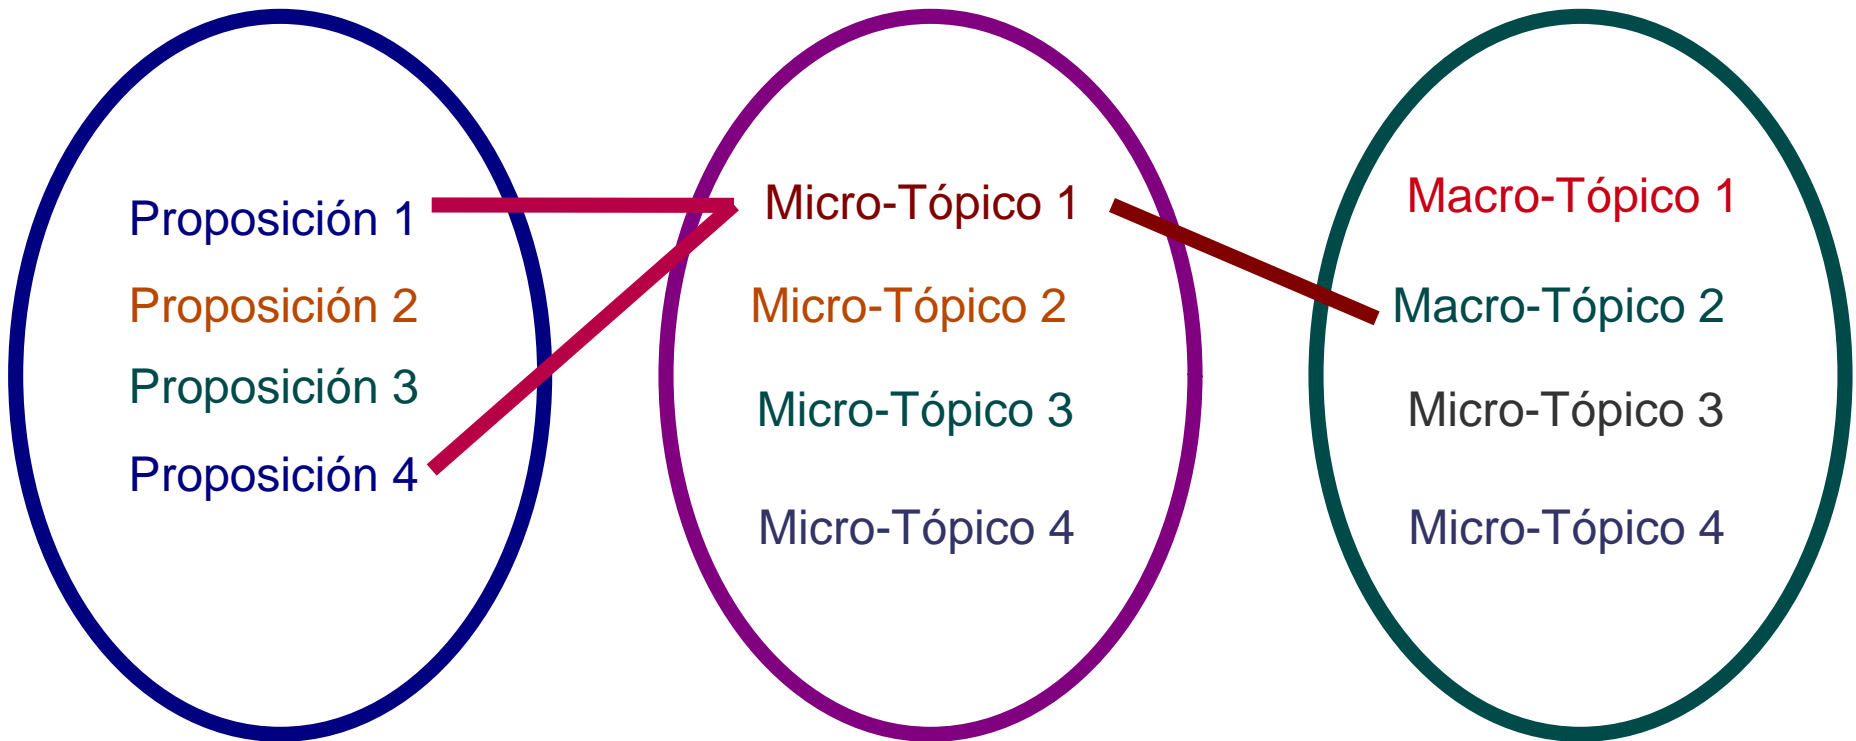 Proposición 1
Proposición 2
Proposición 3
Proposición 4
Micro-Tópico 1
Micro-Tópico 2
Micro-Tópico 3
Micro-Tópico 4
Macro-Tópico 1
Macro-Tópico 2
Micro-Tópico 3
Micro-Tópico 4